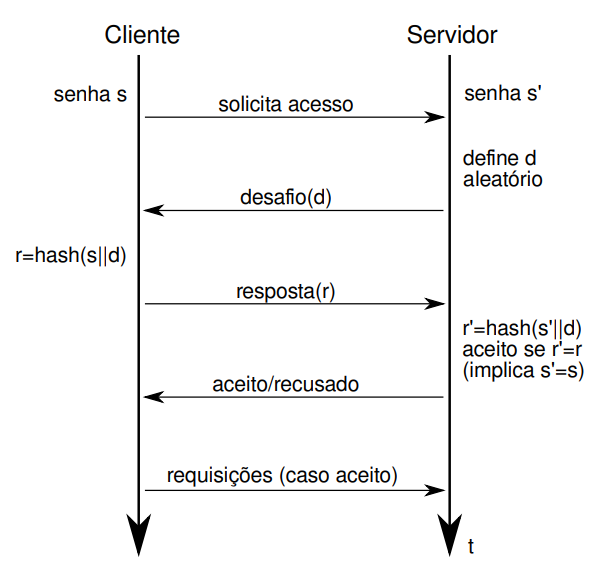 Cliente
Servidor
senha s
senha s'
solicita acesso
define d
aleatório
desafio(d)
r=hash(s||d)
resposta(r)
r'=hash(s'||d)
aceito se r'=r
(implica s'=s)
aceito/recusado
requisições (caso aceito)
t